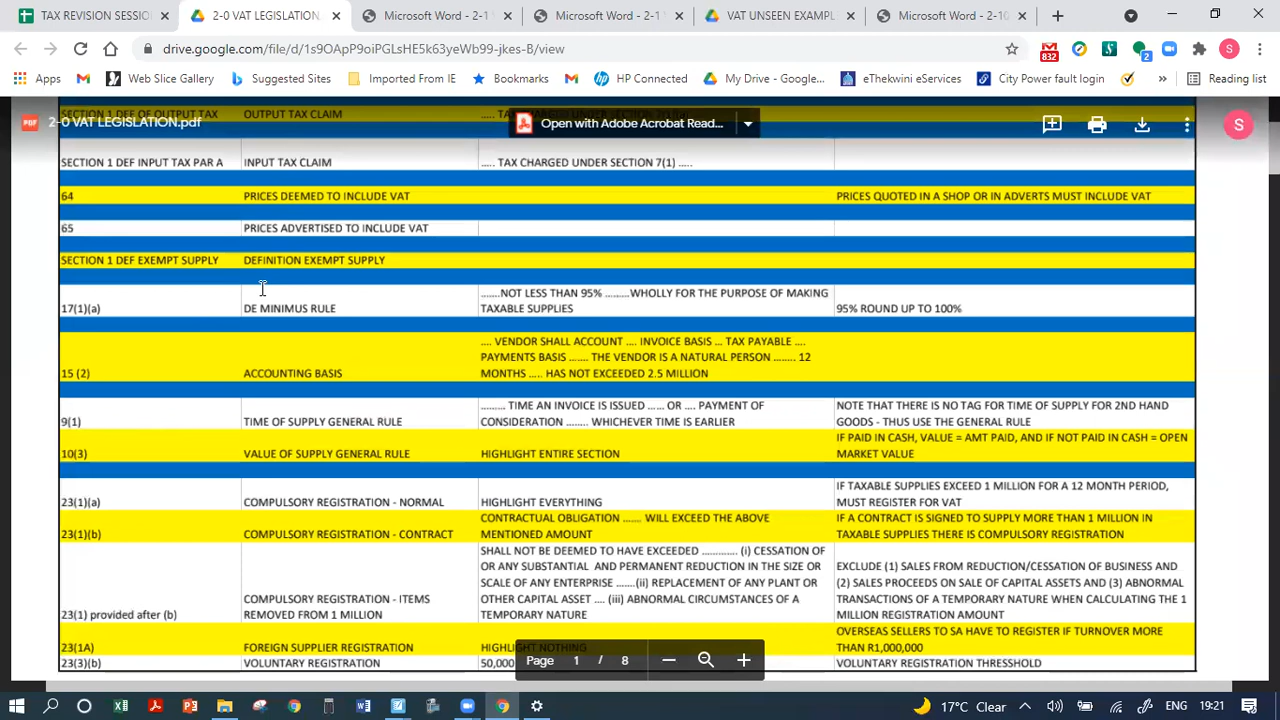 TAX REVISION SESSIO
2-0 VAT LEGISLATION.
Microsoft Word - 2-1
Microsoft Word - 2-1
VAT UNSEEN EXAMPL
Microsoft Word - 2-10
drive.google.com/file/d/1s9OApP9oiPGLsHE5k63yeWb99-jkes-B/view
832
2
S
Apps
Web Slice Gallery
Suggested Sites
Imported From IE
Bookmarks
HP Connected
My Drive - Google...
eThekwini eServices
City Power fault login
»
Reading list
SECTION 1 DEF OF OUTPUT TAX
OUTPUT TAX CLAIM
2-0 VAT LEGISLATION.pdf
Open with Adobe Acrobat Read...
S
SECTION 1 DEF INPUT TAX PAR A INPUT TAX CLAIM ..... TAX CHARGED UNDER SECTION 7(1) .....
64 PRICES DEEMED TO INCLUDE VAT PRICES QUOTED IN A SHOP OR IN ADVERTS MUST INCLUDE VAT
65 PRICES ADVERTISED TO INCLUDE VAT
SECTION 1 DEF EXEMPT SUPPLY DEFINITION EXEMPT SUPPLY
.......NOT LESS THAN 95% .........WHOLLY FOR THE PURPOSE OF MAKING
17(1)(a) DE MINIMUS RULE TAXABLE SUPPLIES 95% ROUND UP TO 100%
.... VENDOR SHALL ACCOUNT .... INVOICE BASIS ... TAX PAYABLE ....
PAYMENTS BASIS ....... THE VENDOR IS A NATURAL PERSON ........ 12
15 (2) ACCOUNTING BASIS MONTHS ..... HAS NOT EXCEEDED 2.5 MILLION
......... TIME AN INVOICE IS ISSUED ...... OR .... PAYMENT OF NOTE THAT THERE IS NO TAG FOR TIME OF SUPPLY FOR 2ND HAND
9(1) TIME OF SUPPLY GENERAL RULE CONSIDERATION ........ WHICHEVER TIME IS EARLIER GOODS - THUS USE THE GENERAL RULE
IF PAID IN CASH, VALUE = AMT PAID, AND IF NOT PAID IN CASH = OPEN
10(3) VALUE OF SUPPLY GENERAL RULE HIGHLIGHT ENTIRE SECTION MARKET VALUE
IF TAXABLE SUPPLIES EXCEED 1 MILLION FOR A 12 MONTH PERIOD,
23(1)(a) COMPULSORY REGISTRATION - NORMAL HIGHLIGHT EVERYTHING MUST REGISTER FOR VAT
CONTRACTUAL OBLIGATION ....... WILL EXCEED THE ABOVE IF A CONTRACT IS SIGNED TO SUPPLY MORE THAN 1 MILLION IN
23(1)(b) COMPULSORY REGISTRATION - CONTRACT MENTIONED AMOUNT TAXABLE SUPPLIES THERE IS COMPULSORY REGISTRATION
SHALL NOT BE DEEMED TO HAVE EXCEEDED ............ (i) CESSATION OF
OR ANY SUBSTANTIAL AND PERMANENT REDUCTION IN THE SIZE OR EXCLUDE (1) SALES FROM REDUCTION/CESSATION OF BUSINESS AND
SCALE OF ANY ENTERPRISE .......(ii) REPLACEMENT OF ANY PLANT OR (2) SALES PROCEEDS ON SALE OF CAPITAL ASSETS AND (3) ABNORMAL
COMPULSORY REGISTRATION - ITEMS OTHER CAPITAL ASSET .... (iii) ABNORMAL CIRCUMSTANCES OF A TRANSACTIONS OF A TEMPORARY NATURE WHEN CALCULATING THE 1
23(1) provided after (b) REMOVED FROM 1 MILLION TEMPORARY NATURE MILLION REGISTRATION AMOUNT
OVERSEAS SELLERS TO SA HAVE TO REGISTER IF TURNOVER MORE
23(1A) FOREIGN SUPPLIER REGISTRATION HIGHLIGHT NOTHING THAN R1,000,000
23(3)(b) VOLUNTARY REGISTRATION 50,000 VOLUNTARY REGISTRATION THRESSHOLD
Page 1 / 8
17°C Clear
ENG
19:21